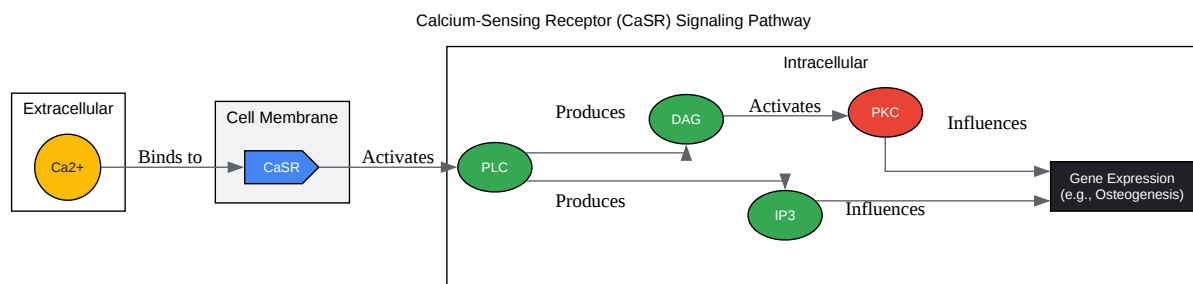 Calcium-Sensing Receptor (CaSR) Signaling Pathway
Extracellular
Ca2+
Binds to
Cell Membrane
CaSR
Activates
Intracellular
PLC
Produces
DAG
Activates
PKC
Influences
Produces
IP3
Influences
Gene Expression
(e.g., Osteogenesis)